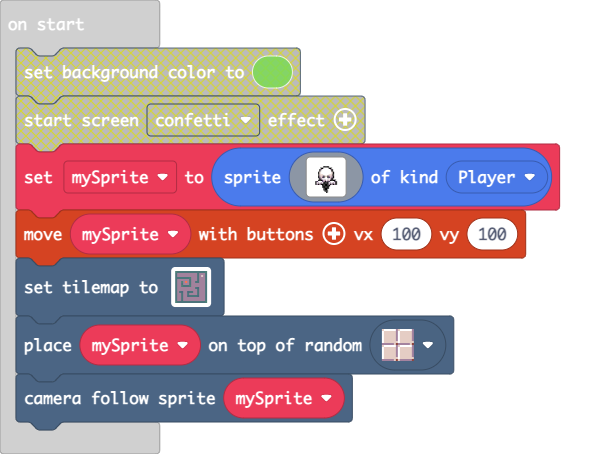 on start
set background color to
start screen confetti effect
set mySprite to sprite of kind Player
move mySprite with buttons vx 100 vy 100
set tilemap to
place mySprite on top of random
camera follow sprite mySprite